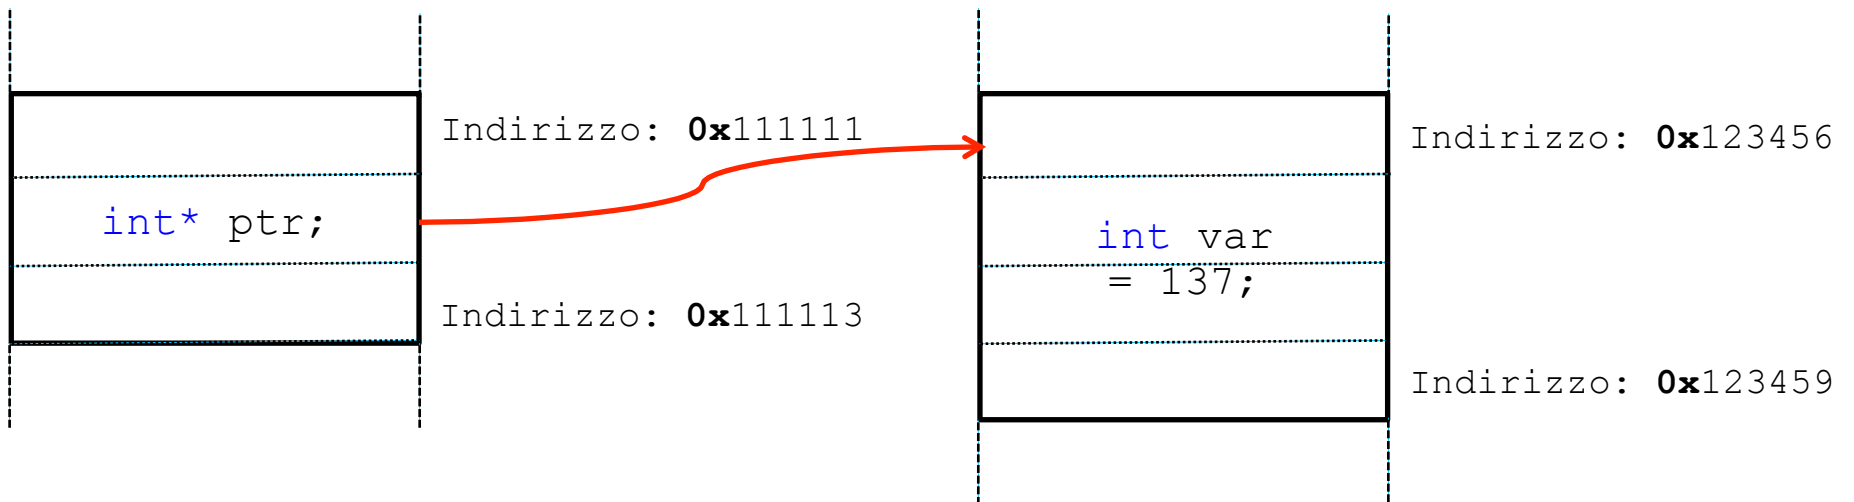 Indirizzo: 0x111111
int* ptr;
Indirizzo: 0x111113
Indirizzo: 0x123456
int var
= 137;
Indirizzo: 0x123459